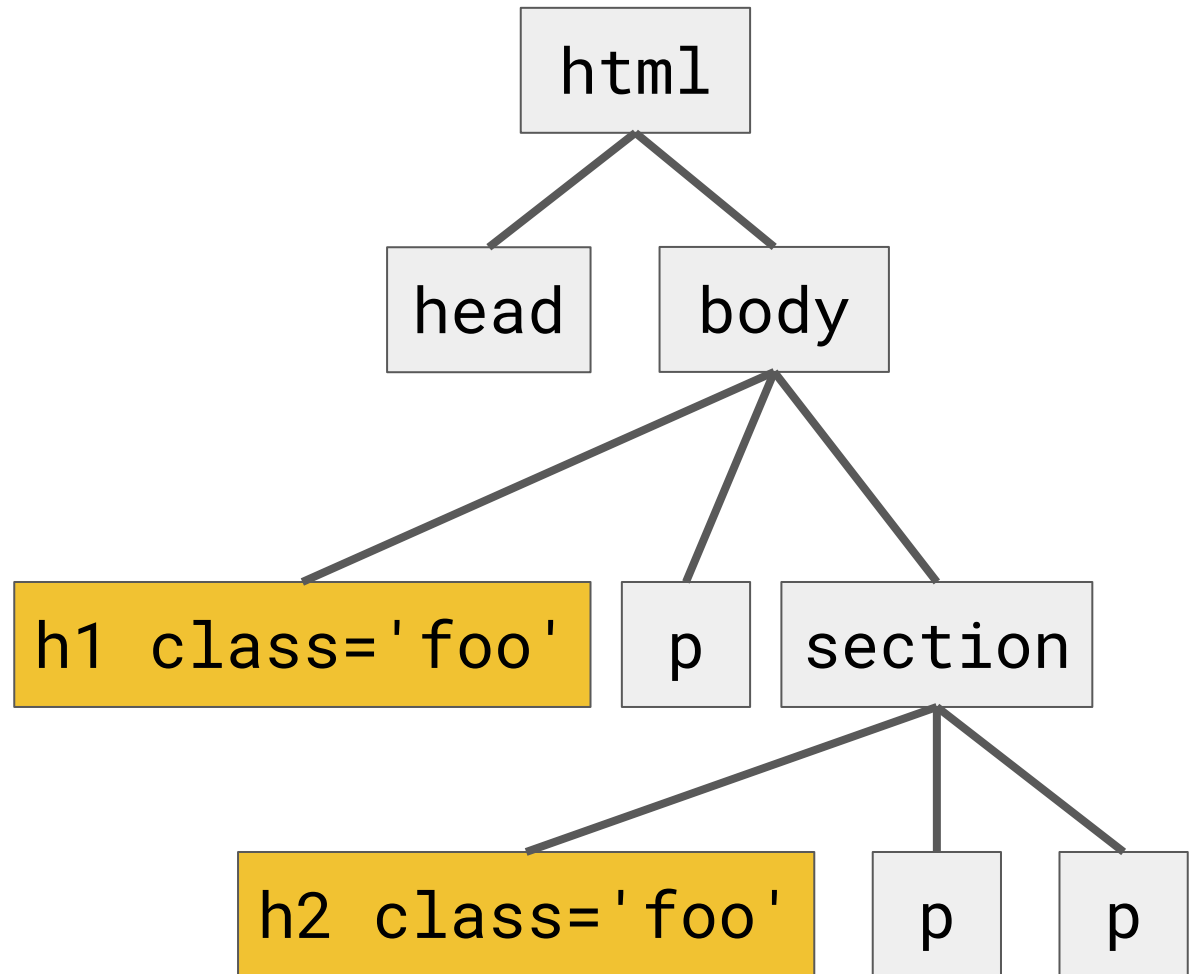 html
head
body
h1 class='foo'
p
section
h2 class='foo'
p
p